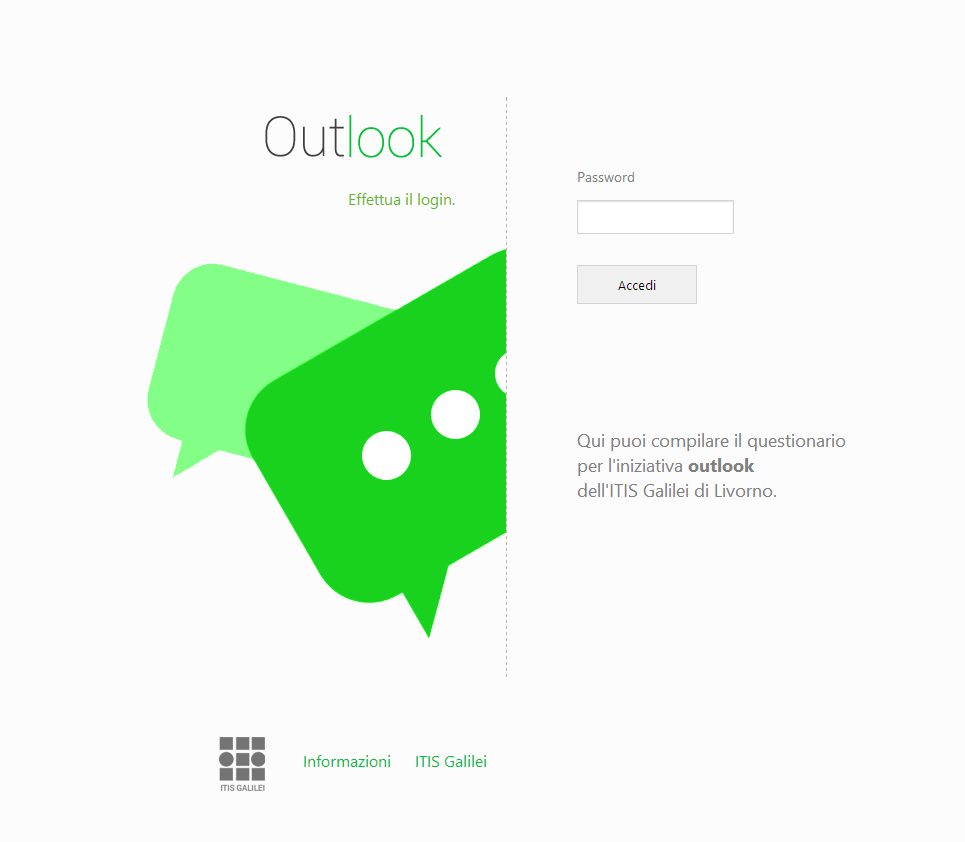 Outlook
Effettua il login.
Password
Accedi
Qui puoi compilare il questionario
per l'iniziativa outlook
dell'ITIS Galilei di Livorno.
ITIS GALILEI
Informazioni
ITIS Galilei